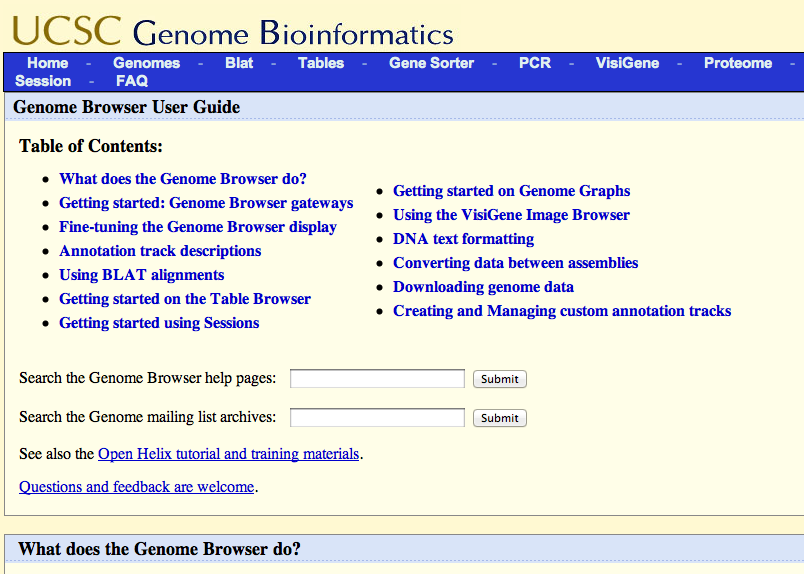 UCSC Genome Bioinformatics
Home - Genomes - Blat - Tables - Gene Sorter - PCR - VisiGene - Proteome -
Session - FAQ
Genome Browser User Guide
Table of Contents:
• What does the Genome Browser do?
• Getting started: Genome Browser gateways
• Fine-tuning the Genome Browser display
• Annotation track descriptions
• Using BLAT alignments
• Getting started on the Table Browser
• Getting started using Sessions
• Getting started on Genome Graphs
• Using the VisiGene Image Browser
• DNA text formatting
• Converting data between assemblies
• Downloading genome data
• Creating and Managing custom annotation tracks
Search the Genome Browser help pages: Submit
Search the Genome mailing list archives: Submit
See also the Open Helix tutorial and training materials.
Questions and feedback are welcome.
What does the Genome Browser do?